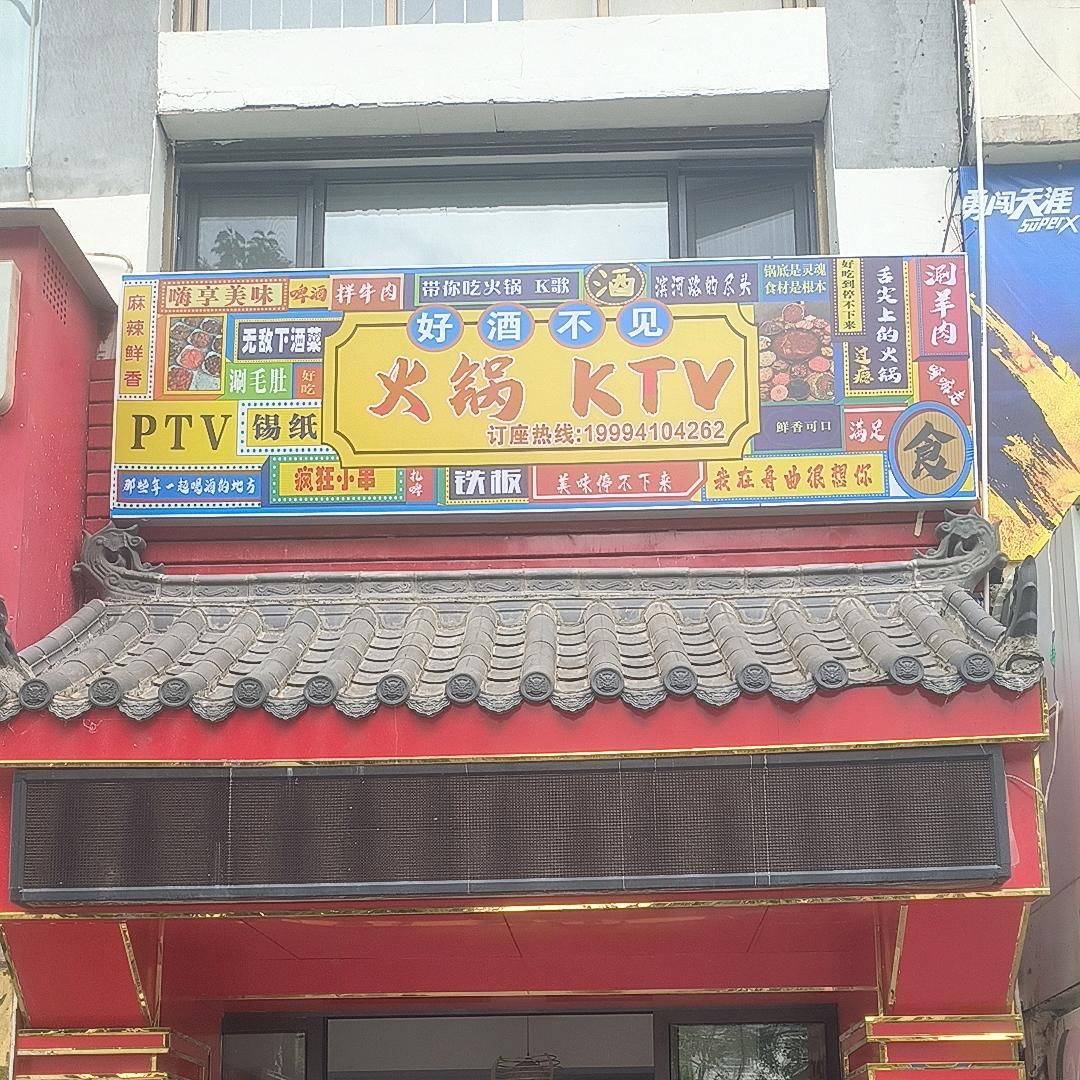 麻辣鲜香
嗨享美味
啤酒
拌牛肉
带你吃火锅 K歌
酒
滨河路的尽头
锅底是灵魂
食材是根本
好吃到停不下来
舌尖上的火锅
涮羊肉
无敌下酒菜
好酒不见
涮毛肚
好吃
火锅 KTV
过瘾
PTV
锡纸
订座热线:19994104262
鲜香可口
满足
食
那些年一起喝酒的地方
疯狂小串
扎啤
铁板
美味停不下来
我在舟曲很想你
勇闯天涯
SUPERX